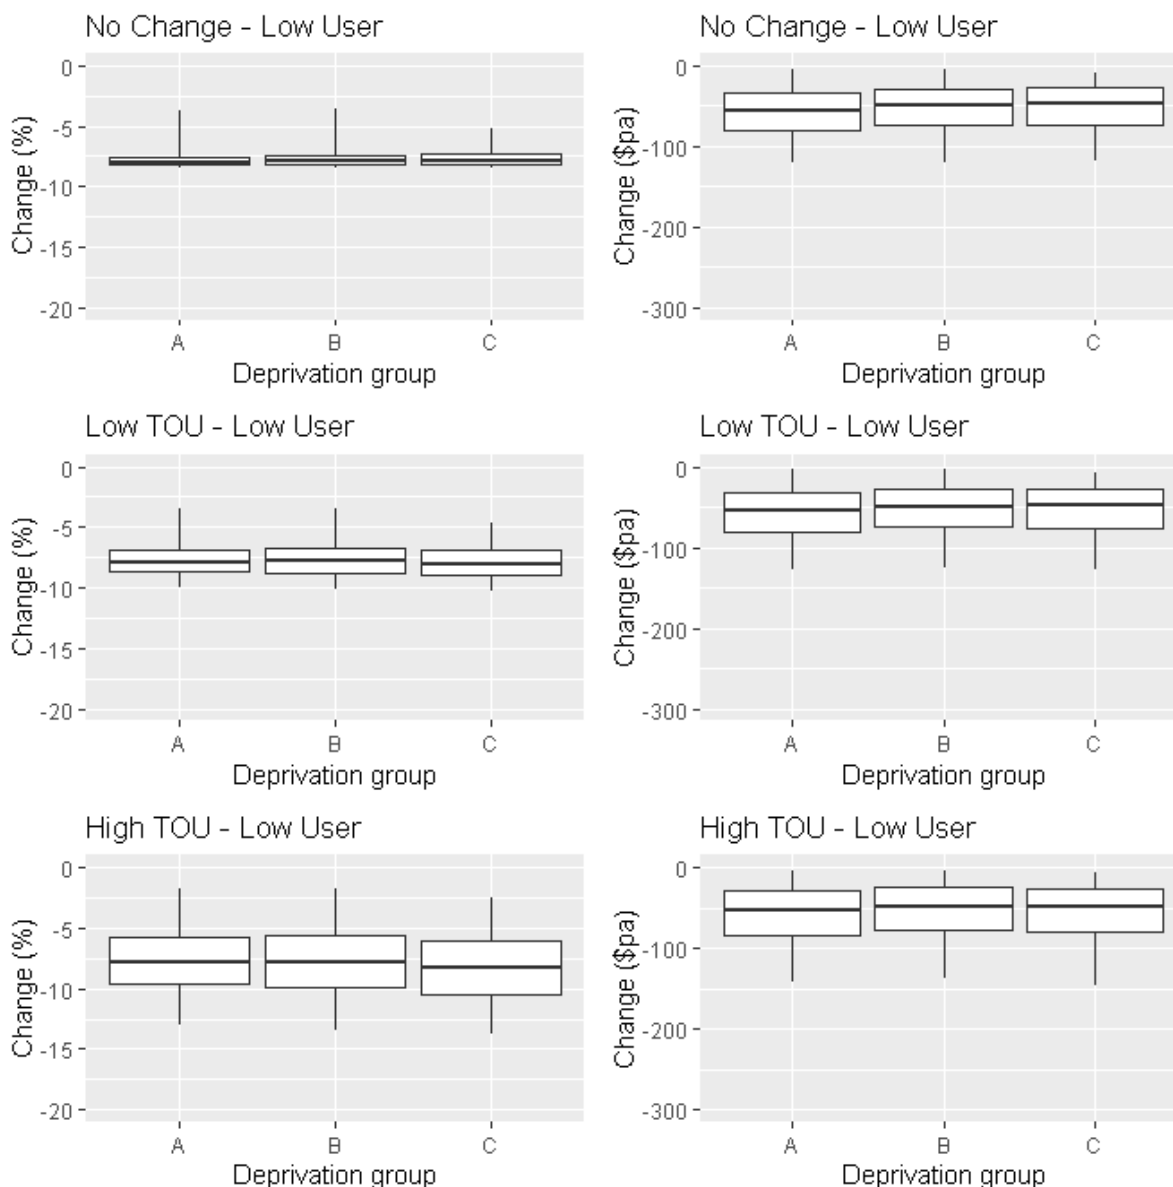 No Change - Low User
Change (%)
0
-5
-10
-15
-20
A B C
Deprivation group
No Change - Low User
Change ($pa)
0
-100
-200
-300
A B C
Deprivation group
Low TOU - Low User
Change (%)
0
-5
-10
-15
-20
A B C
Deprivation group
Low TOU - Low User
Change ($pa)
0
-100
-200
-300
A B C
Deprivation group
High TOU - Low User
Change (%)
0
-5
-10
-15
-20
A B C
Deprivation group
High TOU - Low User
Change ($pa)
0
-100
-200
-300
A B C
Deprivation group